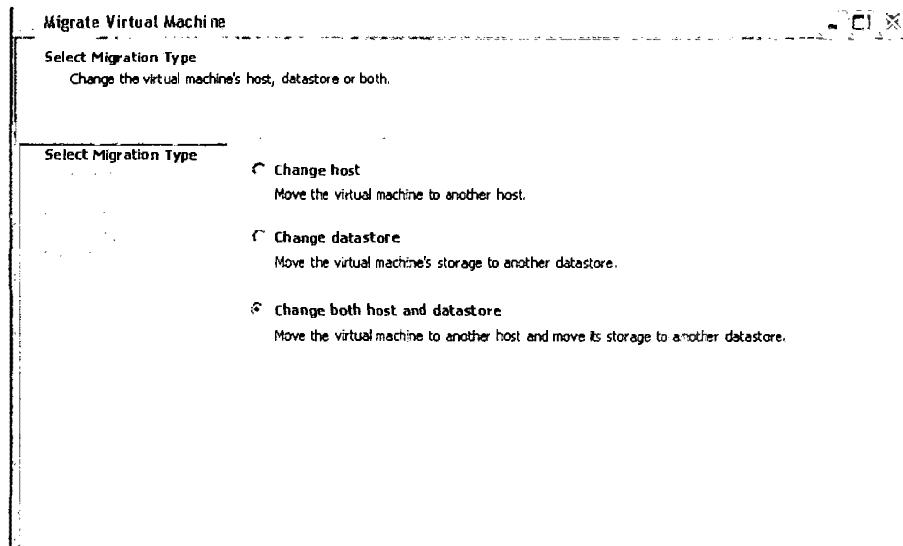 Migrate Virtual Machine
Select Migration Type
Change the virtual machine's host, datastore or both.
Select Migration Type
Change host
Move the virtual machine to another host.
Change datastore
Move the virtual machine's storage to another datastore.
Change both host and datastore
Move the virtual machine to another host and move its storage to another datastore.